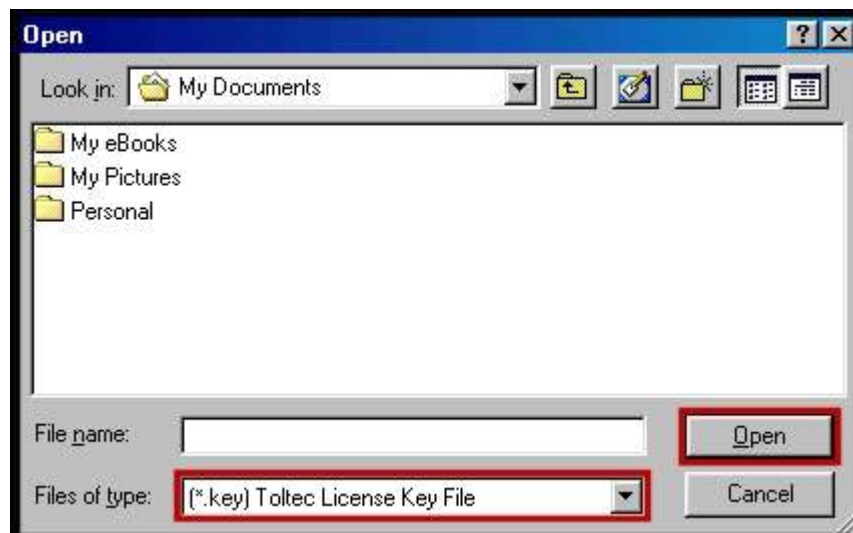 Open
Look in: My Documents
My eBooks
My Pictures
Personal
File name: Open
Files of type: (*.key) Toltec License Key File Cancel